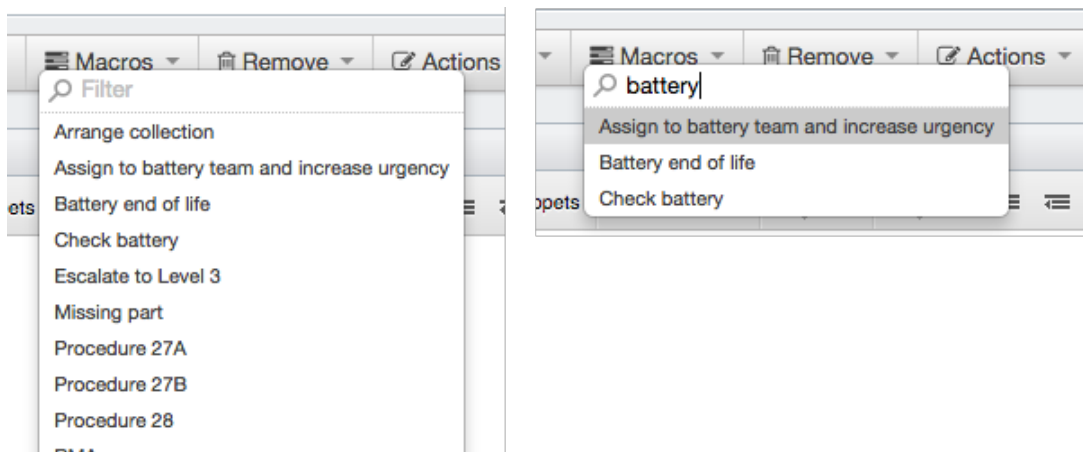 Macros Remove Actions
Filter
Arrange collection
Assign to battery team and increase urgency
ets Battery end of life
Check battery
Escalate to Level 3
Missing part
Procedure 27A
Procedure 27B
Procedure 28
Macros Remove Actions
battery
Assign to battery team and increase urgency
Battery end of life
ppets Check battery